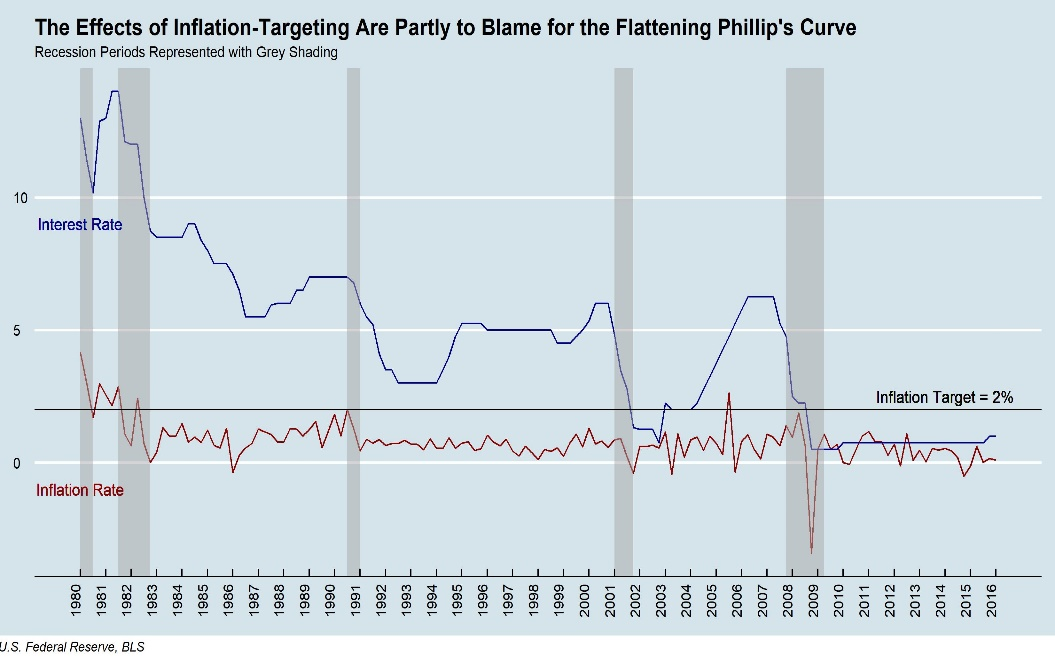 The Effects of Inflation-Targeting Are Partly to Blame for the Flattening Phillip's Curve
Recession Periods Represented with Grey Shading
10
Interest Rate
5
Inflation Target = 2%
0
Inflation Rate
1980 1981 1982 1983 1984 1985 1986 1987 1988 1989 1990 1991 1992 1993 1994 1995 1996 1997 1998 1999 2000 2001 2002 2003 2004 2005 2006 2007 2008 2009 2010 2011 2012 2013 2014 2015 2016
U.S. Federal Reserve, BLS